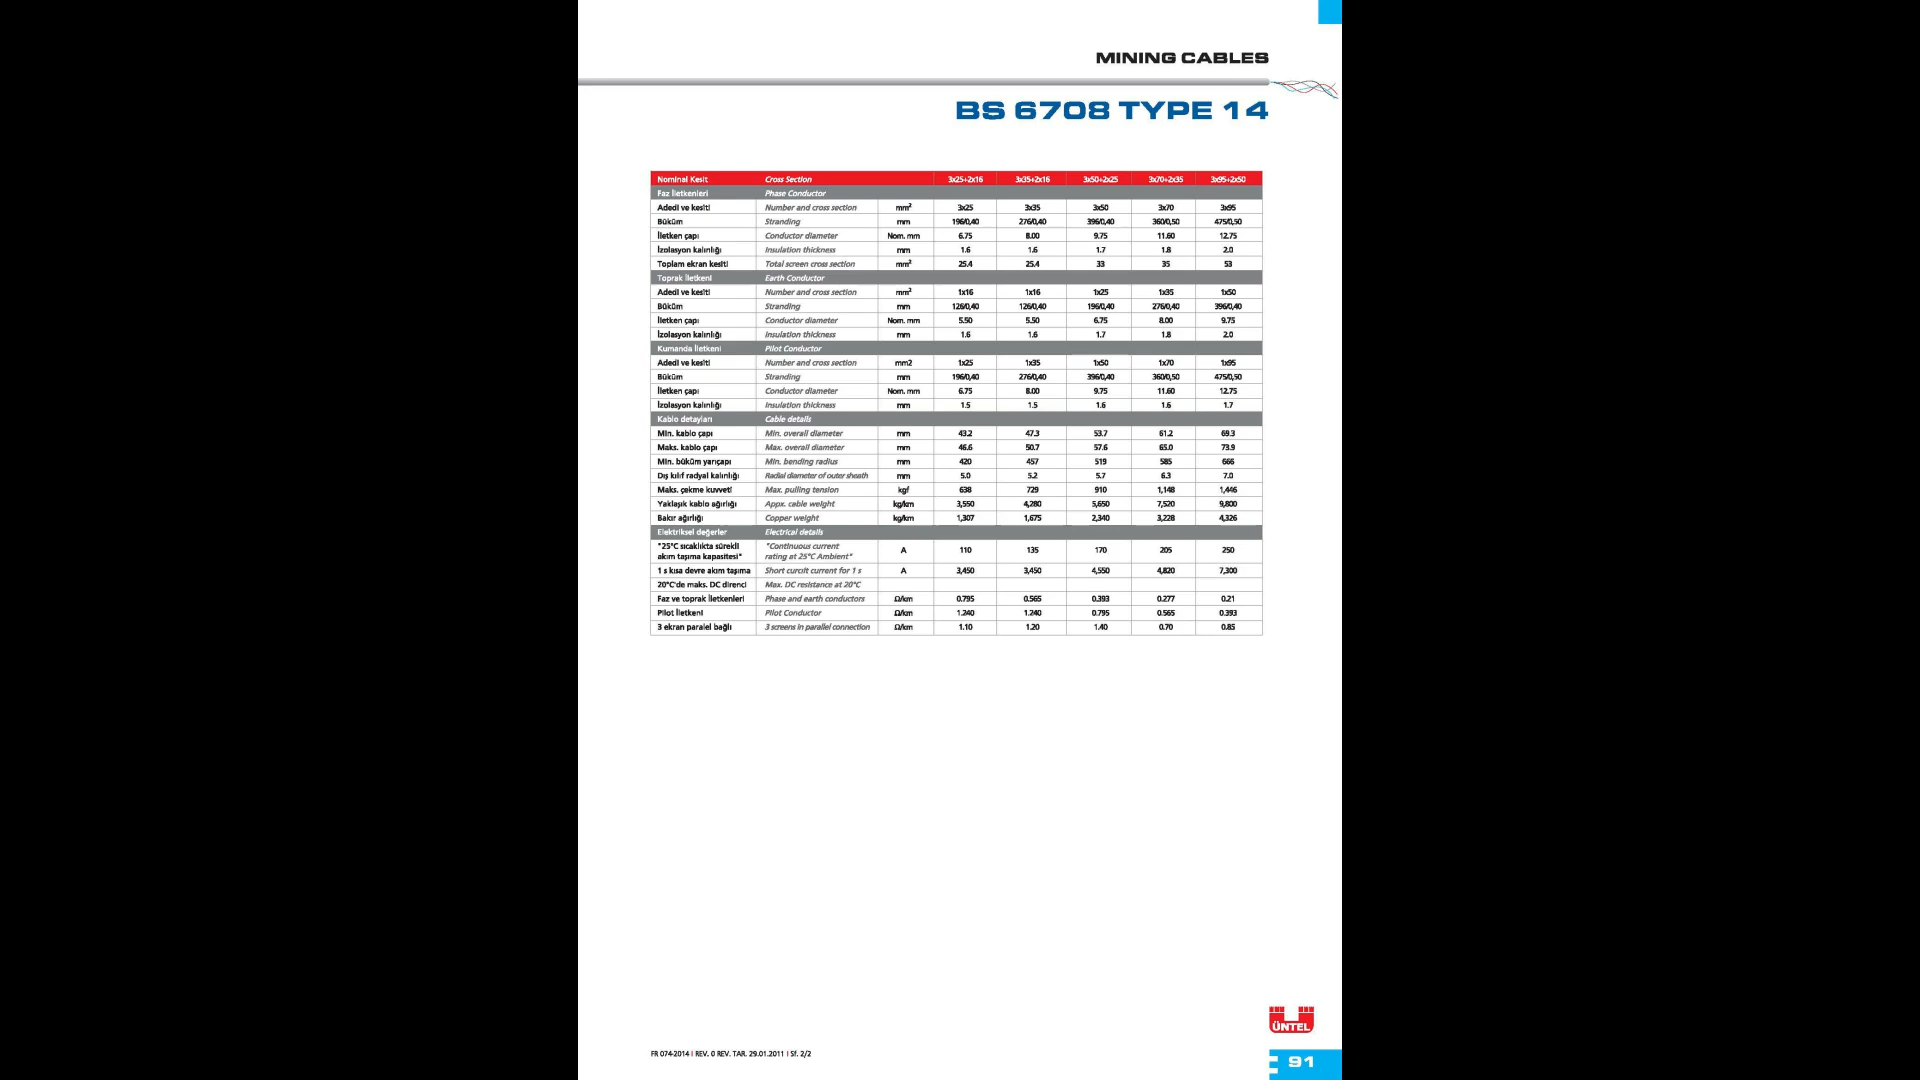 MINING CABLES
BS 6708 TYPE 14
Nominal Kesit Cross Section 3x25+2x16 3x35+2x16 3x50+2x25 3x70+2x35 3x95+2x50
Faz İletkenleri Phase Conductor
Adedi ve kesiti Number and cross section mm² 3x25 3x35 3x50 3x70 3x95
Büküm Stranding mm 196/0,40 276/0,40 396/0,40 360/0,50 475/0,50
İletken çapı Conductor diameter Nom. mm 6.75 8.00 9.75 11.60 12.75
İzolasyon kalınlığı Insulation thickness mm 1.6 1.6 1.7 1.8 2.0
Toplam ekran kesiti Total screen cross section mm² 25.4 25.4 33 35 53
Toprak İletkeni Earth Conductor
Adedi ve kesiti Number and cross section mm² 1x16 1x16 1x25 1x35 1x50
Büküm Stranding mm 126/0,40 126/0,40 196/0,40 276/0,40 396/0,40
İletken çapı Conductor diameter Nom. mm 5.50 5.50 6.75 8.00 9.75
İzolasyon kalınlığı Insulation thickness mm 1.6 1.6 1.7 1.8 2.0
Kumanda İletkeni Pilot Conductor
Adedi ve kesiti Number and cross section mm2 1x25 1x35 1x50 1x70 1x95
Büküm Stranding mm 196/0,40 276/0,40 396/0,40 360/0,50 475/0,50
İletken çapı Conductor diameter Nom. mm 6.75 8.00 9.75 11.60 12.75
İzolasyon kalınlığı Insulation thickness mm 1.5 1.5 1.6 1.6 1.7
Kablo detayları Cable details
Min. kablo çapı Min. overall diameter mm 43.2 47.3 53.7 61.2 69.3
Maks. kablo çapı Max. overall diameter mm 46.6 50.7 57.6 65.0 73.9
Min. büküm yarıçapı Min. bending radius mm 420 457 519 585 666
Dış kılıf radyal kalınlığı Radial diameter of outer sheath mm 5.0 5.2 5.7 6.3 7.0
Maks. çekme kuvveti Max. pulling tension kgf 638 729 910 1,148 1,446
Yaklaşık kablo ağırlığı Appx. cable weight kg/km 3,550 4,280 5,650 7,520 9,800
Bakır ağırlığı Copper weight kg/km 1,307 1,675 2,340 3,228 4,326
Elektriksel değerler Electrical details
"25°C sıcaklıkta sürekli "Continuous current
akım taşıma kapasitesi" rating at 25°C Ambient" A 110 135 170 205 250
1 s kısa devre akım taşıma Short curcilt current for 1 s A 3,450 3,450 4,550 4,820 7,300
20°C'de maks. DC direnci Max. DC resistance at 20°C
Faz ve toprak İletkenleri Phase and earth conductors Ω/km 0.795 0.565 0.393 0.277 0.21
Pilot İletkeni Pilot Conductor Ω/km 1.240 1.240 0.795 0.565 0.393
3 ekran paralel bağlı 3 screens in parallel connection Ω/km 1.10 1.20 1.40 0.70 0.85
ÜNTEL
FR 074-2014 I REV. 0 REV. TAR. 29.01.2011 I Sf. 2/2
91